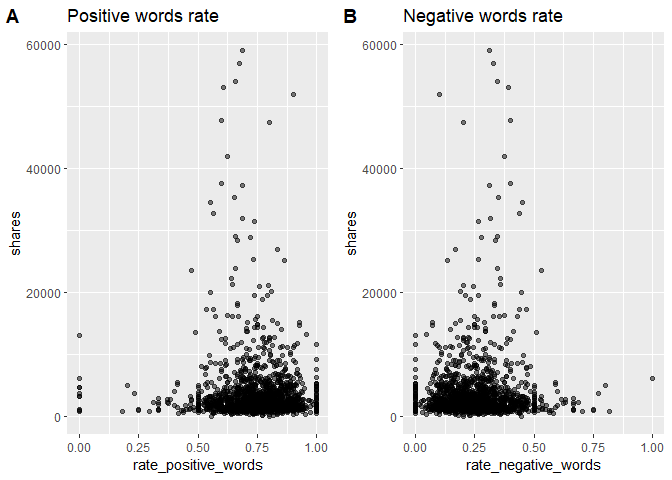 A Positive words rate
60000
40000
20000
0
shares
0.00 0.25 0.50 0.75 1.00
rate_positive_words
B Negative words rate
60000
40000
20000
0
shares
0.00 0.25 0.50 0.75 1.00
rate_negative_words